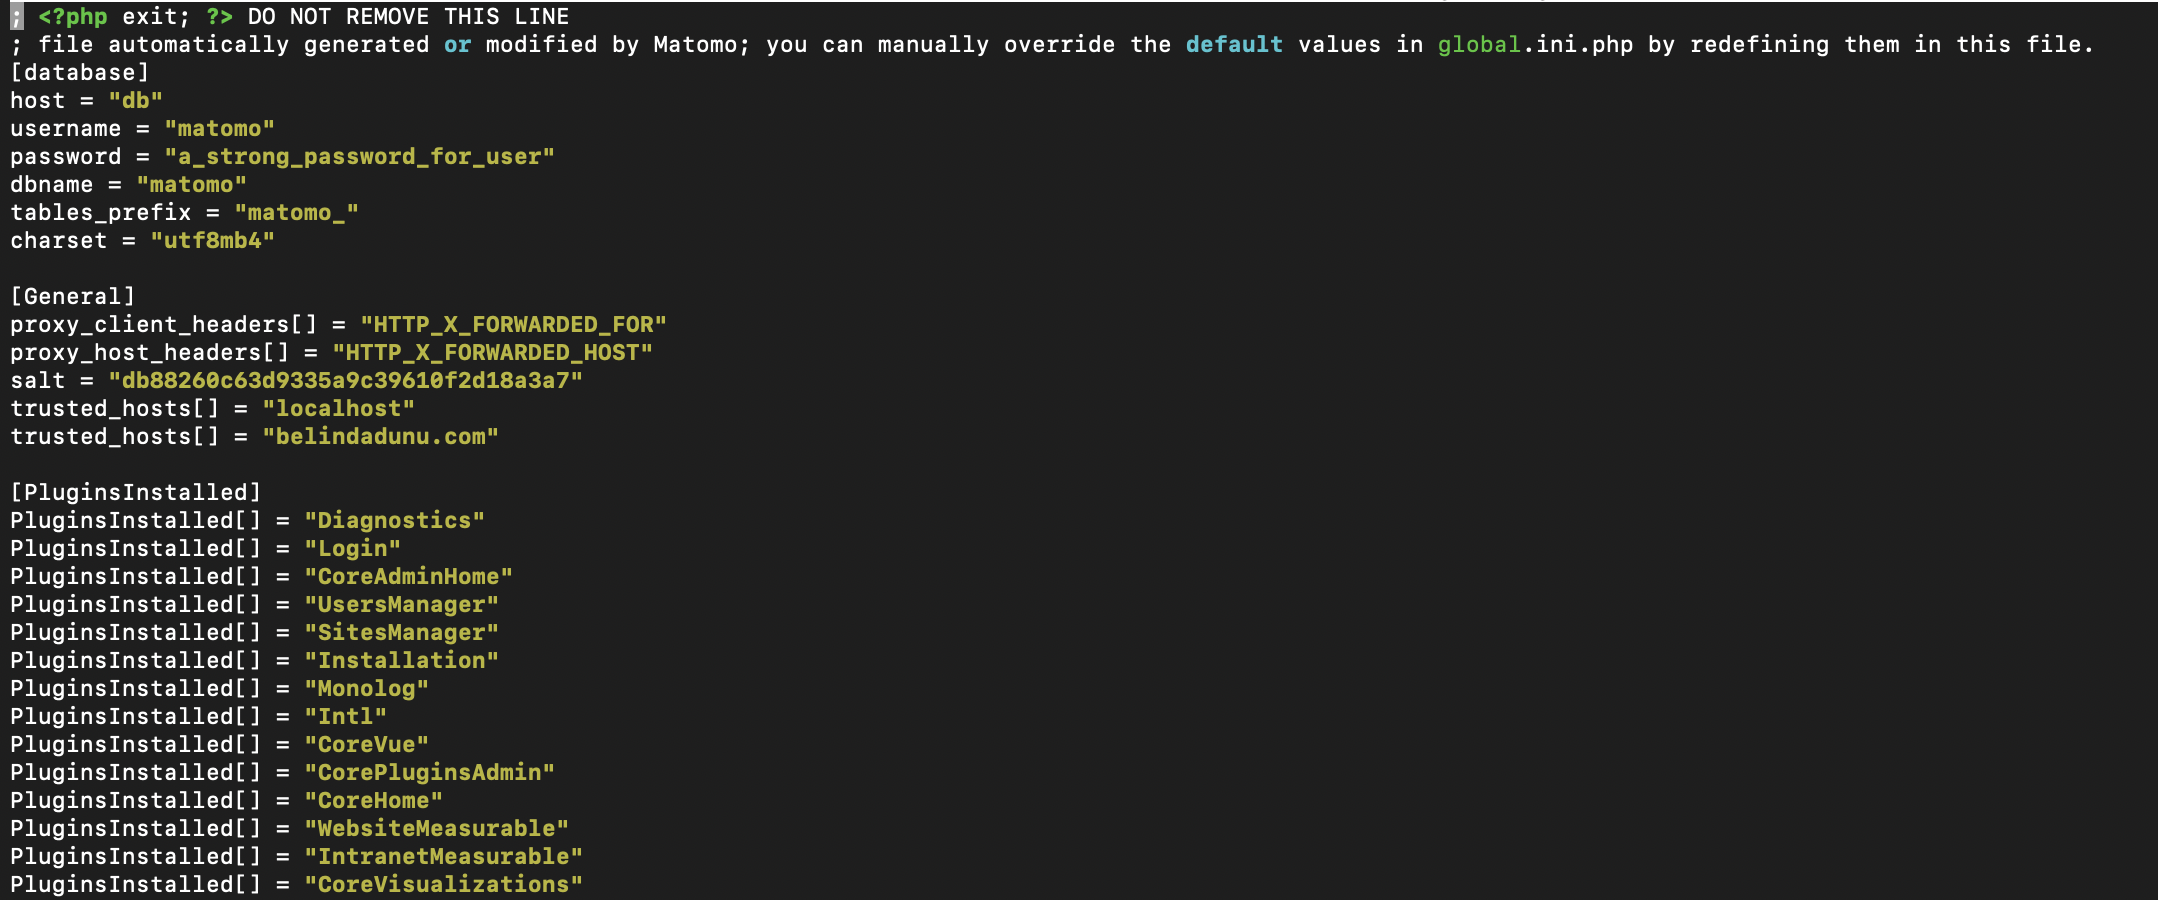 ; <?php exit; ?> DO NOT REMOVE THIS LINE
; file automatically generated or modified by Matomo; you can manually override the default values in global.ini.php by redefining them in this file.
[database]
host = "db"
username = "matomo"
password = "a_strong_password_for_user"
dbname = "matomo"
tables_prefix = "matomo_"
charset = "utf8mb4"

[General]
proxy_client_headers[] = "HTTP_X_FORWARDED_FOR"
proxy_host_headers[] = "HTTP_X_FORWARDED_HOST"
salt = "db88260c63d9335a9c39610f2d18a3a7"
trusted_hosts[] = "localhost"
trusted_hosts[] = "belindadunu.com"

[PluginsInstalled]
PluginsInstalled[] = "Diagnostics"
PluginsInstalled[] = "Login"
PluginsInstalled[] = "CoreAdminHome"
PluginsInstalled[] = "UsersManager"
PluginsInstalled[] = "SitesManager"
PluginsInstalled[] = "Installation"
PluginsInstalled[] = "Monolog"
PluginsInstalled[] = "Intl"
PluginsInstalled[] = "CoreVue"
PluginsInstalled[] = "CorePluginsAdmin"
PluginsInstalled[] = "CoreHome"
PluginsInstalled[] = "WebsiteMeasurable"
PluginsInstalled[] = "IntranetMeasurable"
PluginsInstalled[] = "CoreVisualizations"